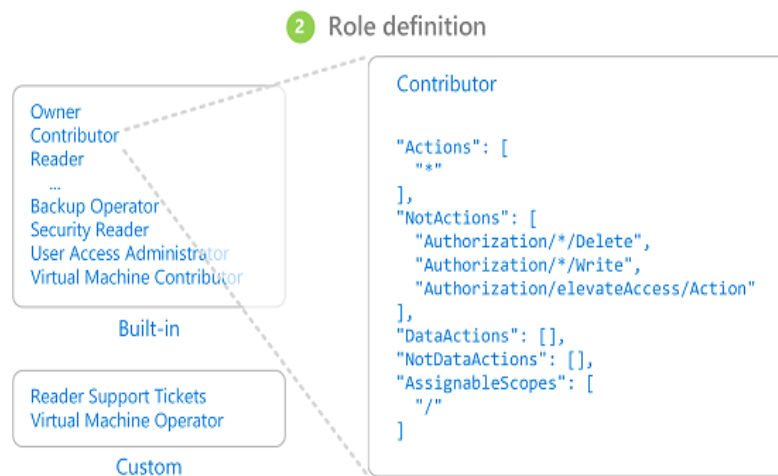 2 Role definition
Owner
Contributor
Reader
...
Backup Operator
Security Reader
User Access Administrator
Virtual Machine Contributor
Built-in
Reader Support Tickets
Virtual Machine Operator
Custom
Contributor
"Actions": [
"*"
],
"NotActions": [
"Authorization/*/Delete",
"Authorization/*/Write",
"Authorization/elevateAccess/Action"
],
"DataActions": [],
"NotDataActions": [],
"AssignableScopes": [
"/"
]